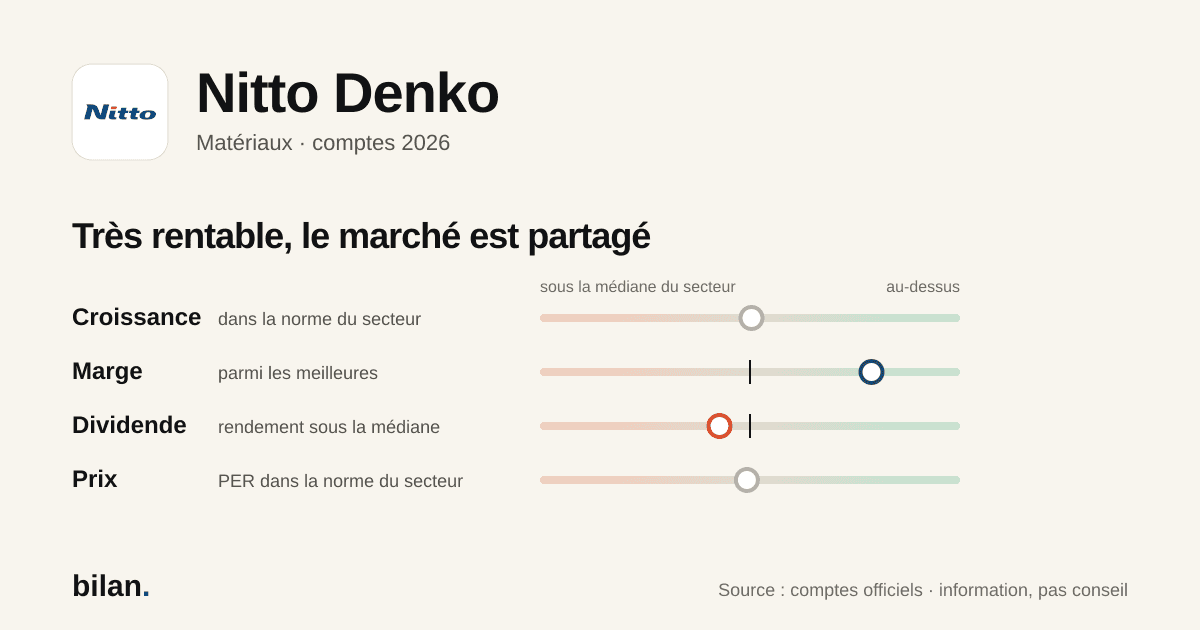 Nitto
Nitto Denko
Matériaux · comptes 2026
Très rentable, le marché est partagé
sous la médiane du secteur au-dessus
Croissance dans la norme du secteur
Marge parmi les meilleures
Dividende rendement sous la médiane
Prix PER dans la norme du secteur
bilan.
Source : comptes officiels · information, pas conseil